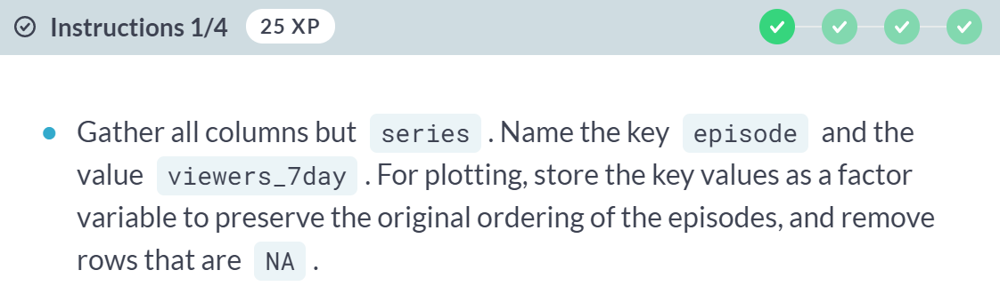 Instructions 1/4 25 XP
Gather all columns but series . Name the key episode and the
value viewers_7day . For plotting, store the key values as a factor
variable to preserve the original ordering of the episodes, and remove
rows that are NA .